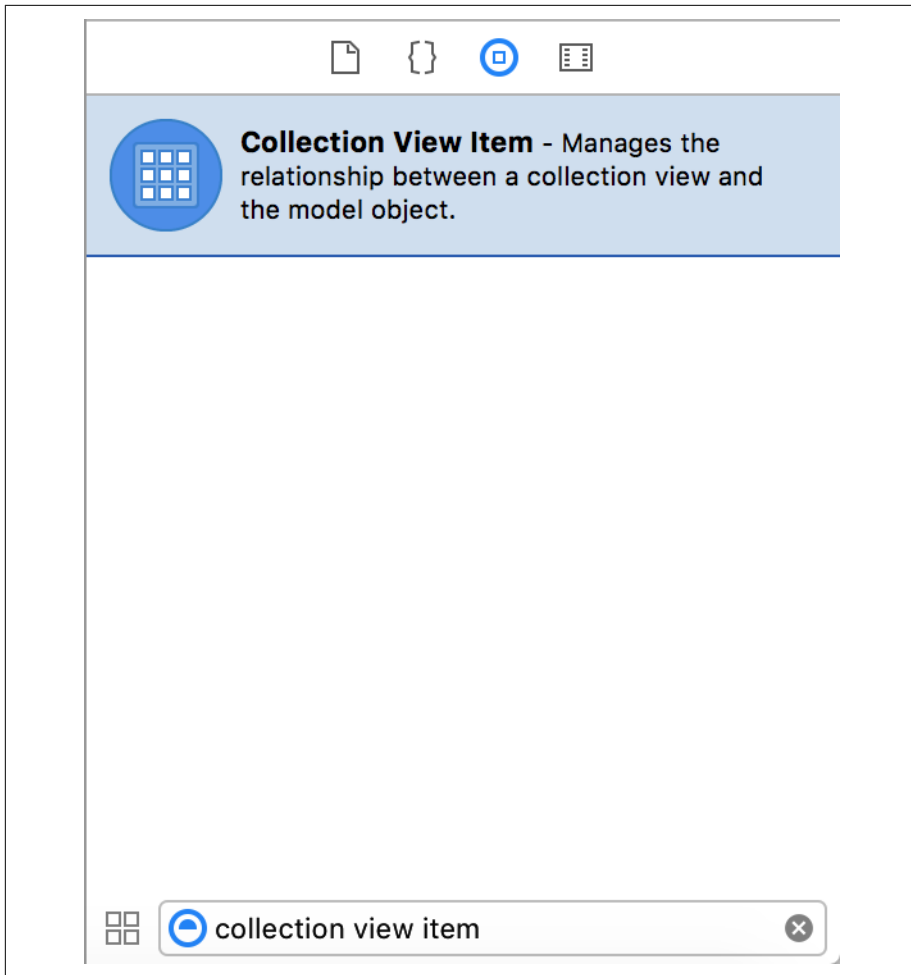 Collection View Item - Manages the
relationship between a collection view and
the model object.
collection view item